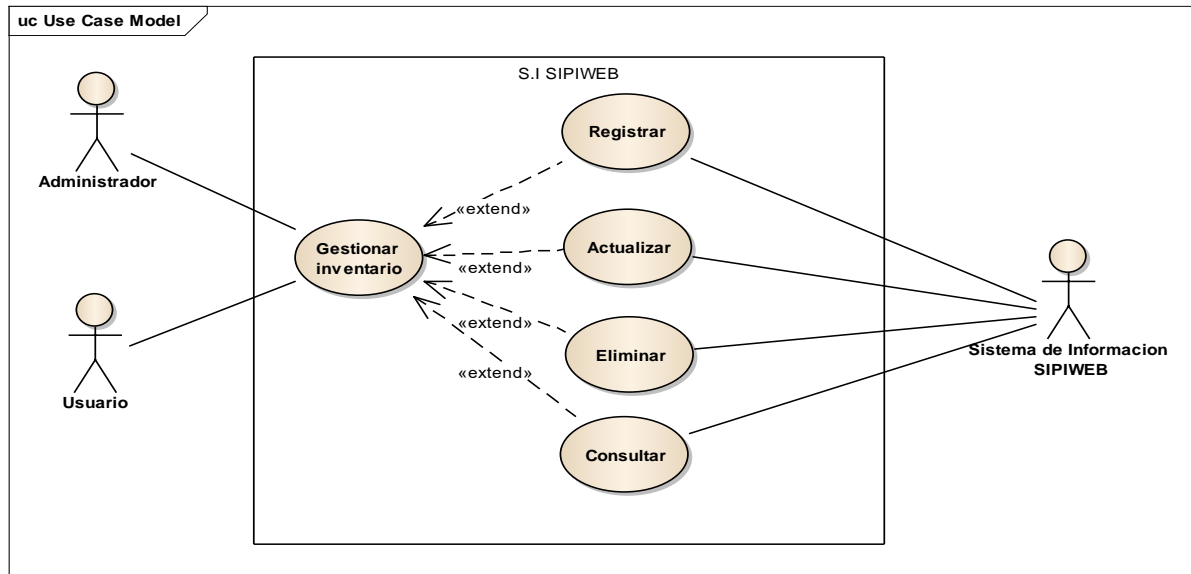 uc Use Case Model
S.I SIPIWEB
Administrador
Usuario
Gestionar
inventario
Registrar
«extend»
Actualizar
«extend»
Eliminar
«extend»
Consultar
«extend»
Sistema de Informacion
SIPIWEB